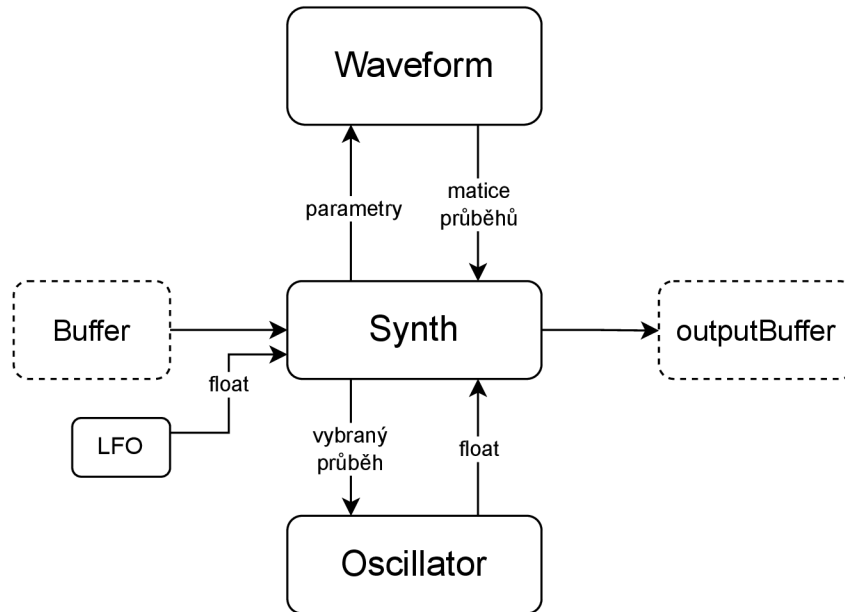 Waveform
parametry
matice
průběhů
Buffer
Synth
outputBuffer
float
LFO
vybraný
průběh
float
Oscillator